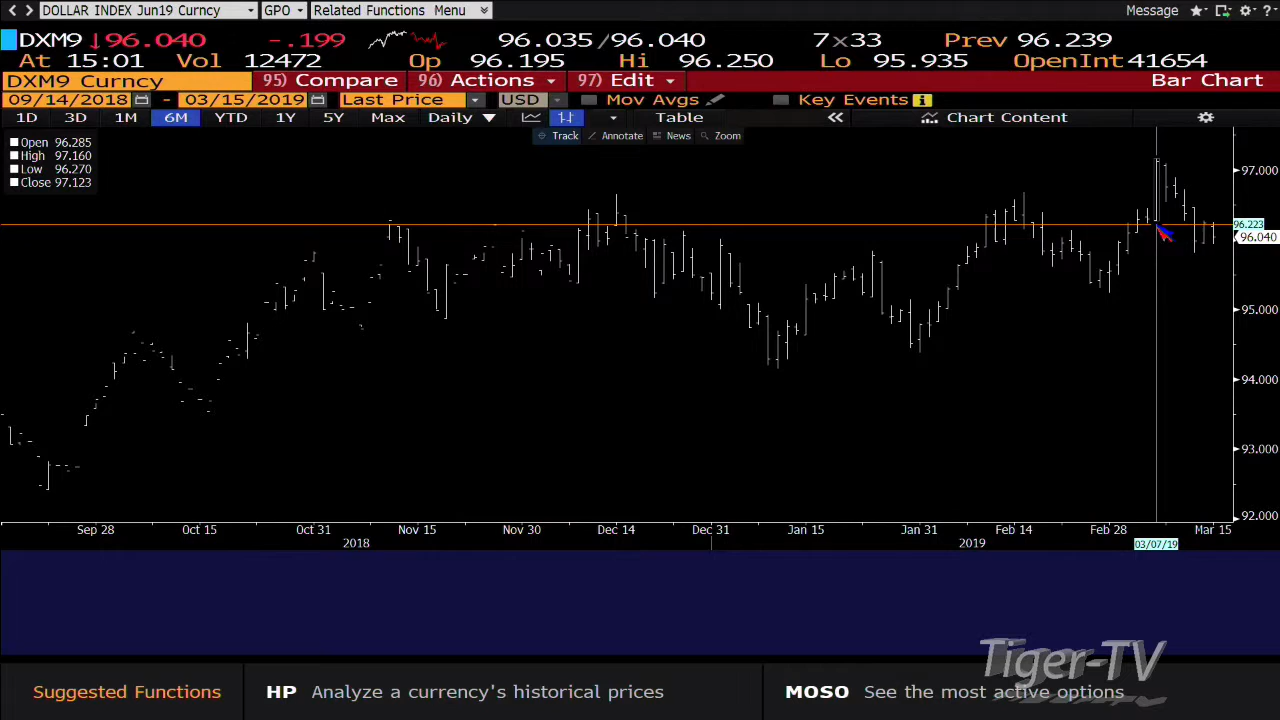 DOLLAR INDEX Jun19 Curncy GPO Related Functions Menu Message
DXM9 ↓96.040 -.199 96.035/96.040 7×33 Prev 96.239
At 15:01 Vol 12472 Op 96.195 Hi 96.250 Lo 95.935 OpenInt 41654
DXM9 Curncy 95) Compare 96) Actions 97) Edit Bar Chart
09/14/2018 - 03/15/2019 Last Price USD Mov Avgs Key Events
1D 3D 1M 6M YTD 1Y 5Y Max Daily Table Chart Content
Track Annotate News Zoom
Open 96.285
High 97.160
Low 96.270
Close 97.123
97.000
96.223
96.040
95.000
94.000
93.000
92.000
Sep 28 Oct 15 Oct 31 Nov 15 Nov 30 Dec 14 Dec 31 Jan 15 Jan 31 Feb 14 Feb 28 Mar 15
2018 2019 03/07/19
Tiger-TV
Suggested Functions HP Analyze a currency's historical prices MOSO See the most active options